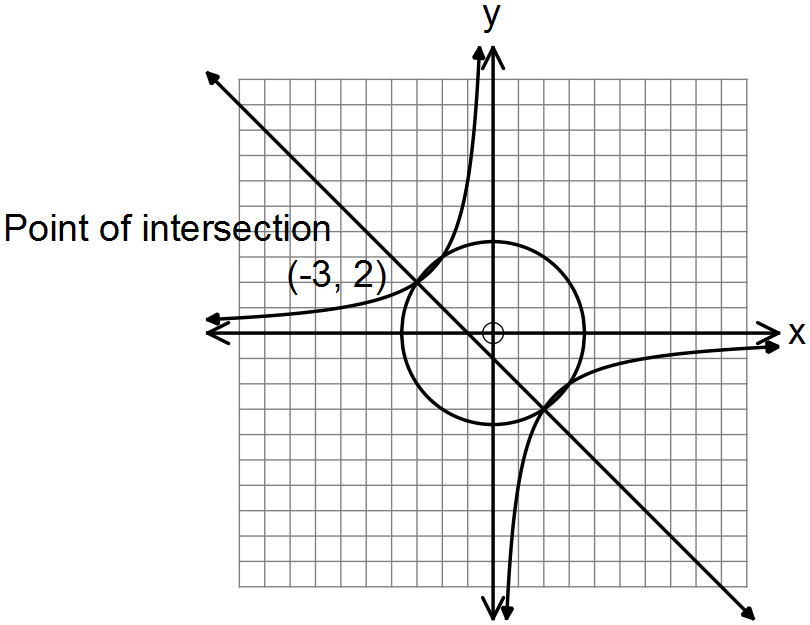 y
Point of intersection
(-3, 2)
x